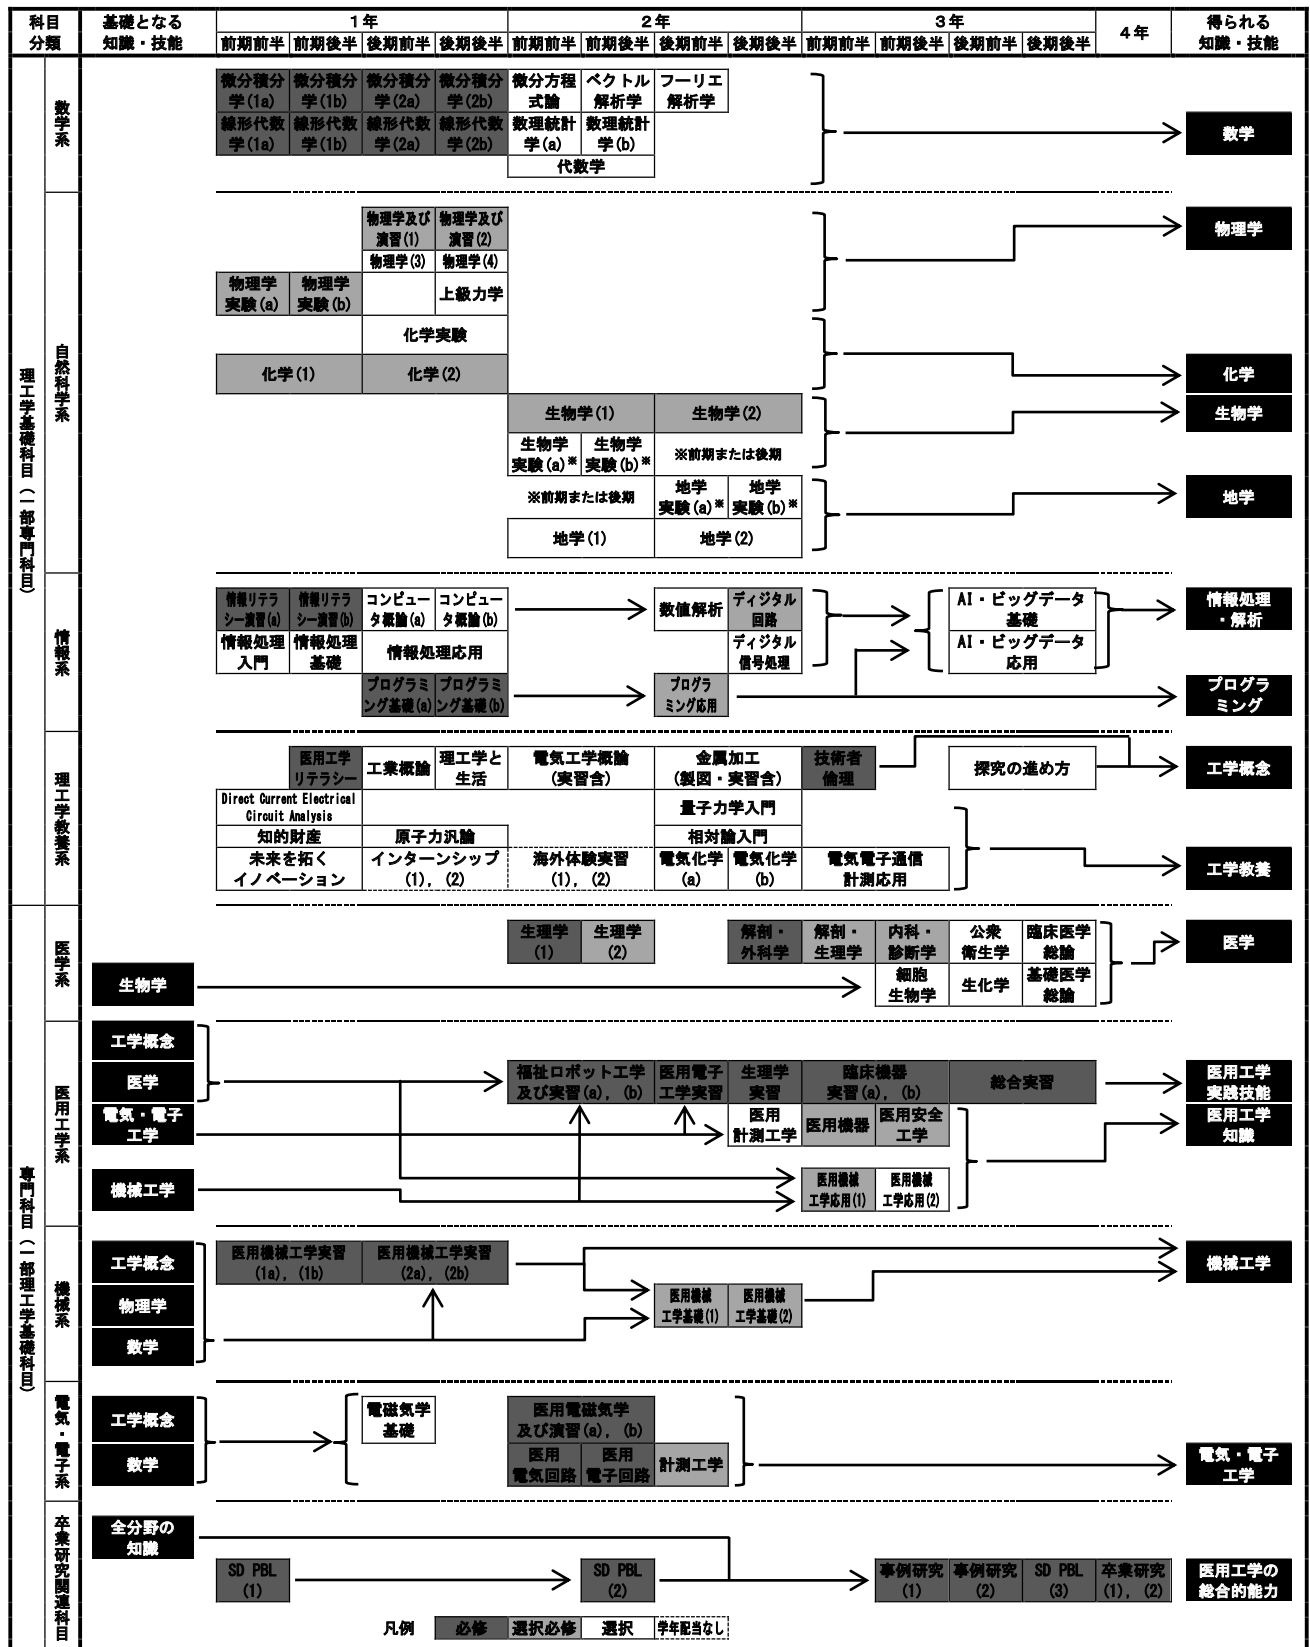 科目
分類
基礎となる
知識・技能
1年
2年
3年
4年
得られる
知識・技能
前期前半 前期後半 後期前半 後期後半 前期前半 前期後半 後期前半 後期後半 前期前半 前期後半 後期前半 後期後半
理工学基礎科目(一部専門科目)
数学系
微分積分
学(1a)
微分積分
学(1b)
微分積分
学(2a)
微分積分
学(2b)
微分方程
式論
ベクトル
解析学
フーリエ
解析学
線形代数
学(1a)
線形代数
学(1b)
線形代数
学(2a)
線形代数
学(2b)
数理統計
学(a)
数理統計
学(b)
代数学
数学
自然科学系
物理学及び
演習(1)
物理学及び
演習(2)
物理学(3)
物理学(4)
物理学
実験(a)
物理学
実験(b)
上級力学
物理学
化学実験
化学(1)
化学(2)
化学
生物学(1)
生物学(2)
生物学
生物学
実験(a)※
生物学
実験(b)※
※前期または後期
※前期または後期
地学
実験(a)※
地学
実験(b)※
地学(1)
地学(2)
地学
情報系
情報リテラ
シー演習(a)
情報リテラ
シー演習(b)
コンピュー
タ概論(a)
コンピュー
タ概論(b)
数値解析
ディジタル
回路
AI・ビッグデータ
基礎
情報処理
・解析
情報処理
入門
情報処理
基礎
情報処理応用
ディジタル
信号処理
AI・ビッグデータ
応用
プログラミ
ング基礎(a)
プログラミ
ング基礎(b)
プログラ
ミング応用
プログラ
ミング
理工学教養系
医用工学
リテラシー
工業概論
理工学と
生活
電気工学概論
(実習含)
金属加工
(製図・実習含)
技術者
倫理
探究の進め方
工学概念
Direct Current Electrical
Circuit Analysis
量子力学入門
知的財産
原子力汎論
相対論入門
未来を拓く
イノベーション
インターンシップ
(1), (2)
海外体験実習
(1), (2)
電気化学
(a)
電気化学
(b)
電気電子通信
計測応用
工学教養
専門科目(一部理工学基礎科目)
医学系
生理学
(1)
生理学
(2)
解剖・
外科学
解剖・
生理学
内科・
診断学
公衆
衛生学
臨床医学
総論
医学
生物学
細胞
生物学
生化学
基礎医学
総論
医用工学系
工学概念
医学
福祉ロボット工学
及び実習(a), (b)
医用電子
工学実習
生理学
実習
臨床機器
実習(a), (b)
総合実習
医用工学
実践技能
電気・電子
工学
医用
計測工学
医用機器
医用安全
工学
医用工学
知識
機械工学
医用機械
工学応用(1)
医用機械
工学応用(2)
機械系
工学概念
医用機械工学実習
(1a), (1b)
医用機械工学実習
(2a), (2b)
機械工学
物理学
医用機械
工学基礎(1)
医用機械
工学基礎(2)
数学
電気・電子系
工学概念
電磁気学
基礎
医用電磁気学
及び演習(a), (b)
数学
医用
電気回路
医用
電子回路
計測工学
電気・電子
工学
卒業研究関連科目
全分野の
知識
SD PBL
(1)
SD PBL
(2)
事例研究
(1)
事例研究
(2)
SD PBL
(3)
卒業研究
(1), (2)
医用工学の
総合的能力
凡例 必修 選択必修 選択 学年配当なし